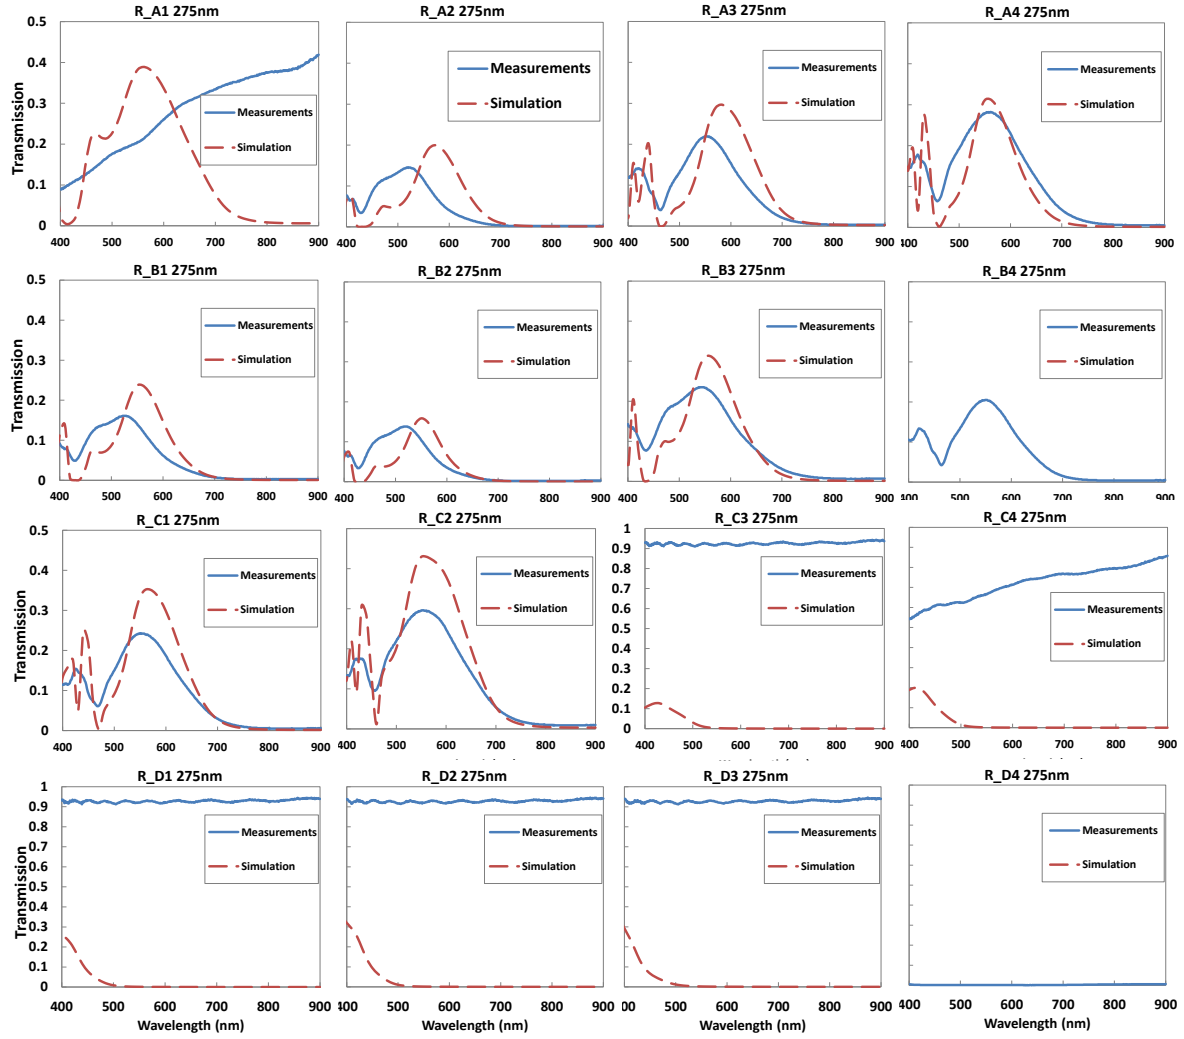 R_A1 275nm
R_A2 275nm
R_A3 275nm
R_A4 275nm
Transmission
0.5
0.4
0.3
0.2
0.1
0
Measurements
Simulation
Measurements
Simulation
Measurements
Simulation
Measurements
Simulation
400 500 600 700 800 900
400 500 600 700 800 900
400 500 600 700 800 900
400 500 600 700 800 900
R_B1 275nm
R_B2 275nm
R_B3 275nm
R_B4 275nm
Transmission
0.5
0.4
0.3
0.2
0.1
0
Measurements
Simulation
Measurements
Simulation
Measurements
Simulation
Measurements
Simulation
400 500 600 700 800 900
400 500 600 700 800 900
400 500 600 700 800 900
400 500 600 700 800 900
R_C1 275nm
R_C2 275nm
R_C3 275nm
R_C4 275nm
Transmission
0.5
0.4
0.3
0.2
0.1
0
Measurements
Simulation
Measurements
Simulation
1
0.9
0.8
0.7
0.6
0.5
0.4
0.3
0.2
0.1
0
Measurements
Simulation
Measurements
Simulation
400 500 600 700 800 900
400 500 600 700 800 900
400 500 600 700 800 900
400 500 600 700 800 900
R_D1 275nm
R_D2 275nm
R_D3 275nm
R_D4 275nm
Transmission
1
0.9
0.8
0.7
0.6
0.5
0.4
0.3
0.2
0.1
0
Measurements
Simulation
Measurements
Simulation
Measurements
Simulation
Measurements
Simulation
400 500 600 700 800 900
400 500 600 700 800 900
400 500 600 700 800 900
400 500 600 700 800 900
Wavelength (nm)
Wavelength (nm)
Wavelength (nm)
Wavelength (nm)